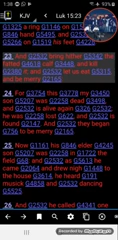 1:38
KJV Luk 15:23
G1325 a ring G1146 on G1519 his
G846 hand G5495, and G2532 shoes
G5266 on G1519 his feet G4228
23 And G2532 bring hither G5342 the
fatted G4618 calf G3448, and kill
G2380 it; and G2532 let us eat G5315
and be merry G2165
24 For G3754 this G3778 my G3450
son G5207 was G2258 dead G3498,
and G2532 is alive again G326 G2532;
he was G2258 lost G622, and G2532 is
found G2147. And G2532 they began
G756 to be merry G2165.
25 Now G1161 his G846 elder G4245
son G5207 was G2258 in G1722 the
field G68: and G2532 as G5613 he
came G2064 and drew nigh G1448 to
the house G3614, he heard G191
musick G4858 and G2532 dancing
G5525.
26 And G2532 he called G4341 one